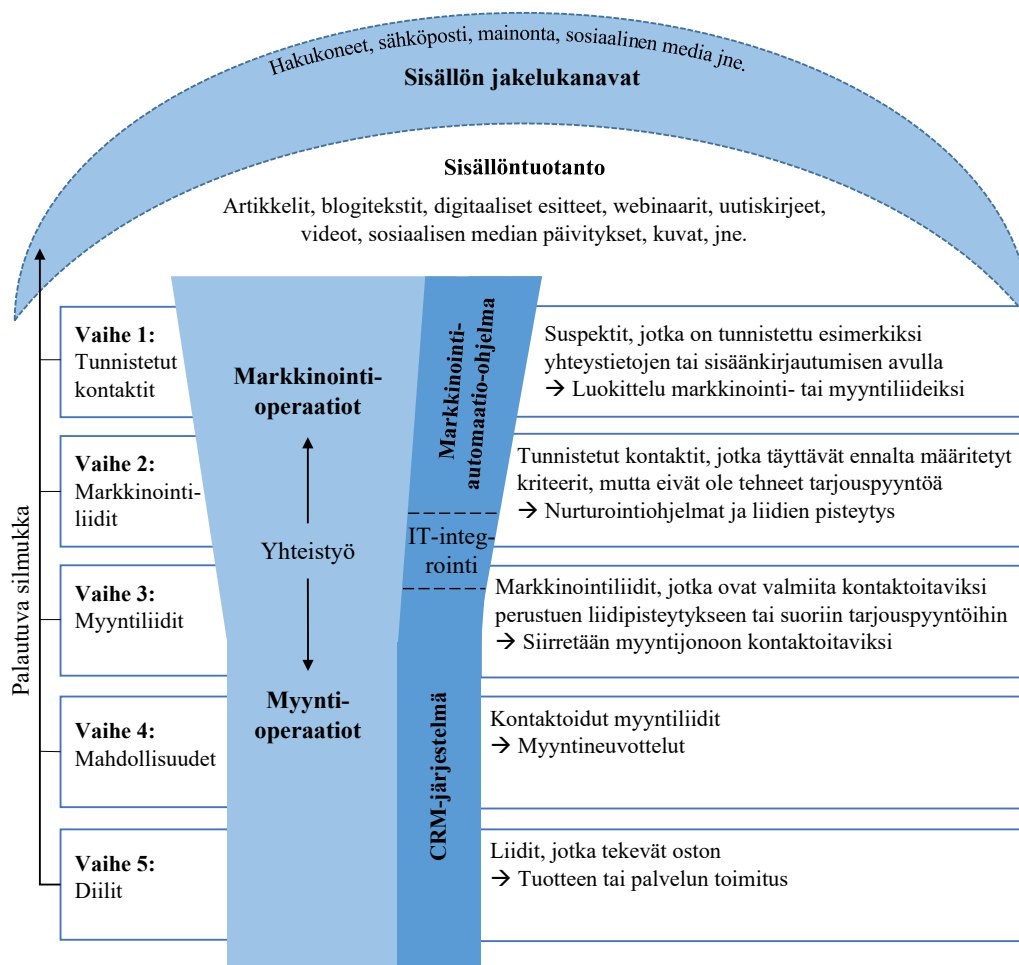 Hakukoneet, sähköposti, mainonta, sosiaalinen media jne.
Sisällön jakelukanavat
Sisällöntuotanto
Artikkelit, blogitekstit, digitaaliset esitteet, webinaarit, uutiskirjeet,
videot, sosiaalisen median päivitykset, kuvat, jne.
Palautuva silmukka
Vaihe 1:
Tunnistetut
kontaktit
Vaihe 2:
Markkinointi-
liidit
Vaihe 3:
Myyntiliidit
Vaihe 4:
Mahdollisuudet
Vaihe 5:
Diilit
Markkinointi-
operaatiot
Yhteistyö
Myynti-
operaatiot
Markkinointi-
automaatio-ohjelma
IT-integ-
rointi
CRM-järjestelmä
Suspektit, jotka on tunnistettu esimerkiksi
yhteystietojen tai sisäänkirjautumisen avulla
→ Luokittelu markkinointi- tai myyntiliideiksi
Tunnistetut kontaktit, jotka täyttävät ennalta määritetyt
kriteerit, mutta eivät ole tehneet tarjouspyyntöä
→ Nurturointiohjelmat ja liidien pisteytys
Markkinointiliidit, jotka ovat valmiita kontaktoitaviksi
perustuen liidipisteytykseen tai suoriin tarjouspyyntöihin
→ Siirretään myyntijonoon kontaktoitaviksi
Kontaktoidut myyntiliidit
→ Myyntineuvottelut
Liidit, jotka tekevät oston
→ Tuotteen tai palvelun toimitus